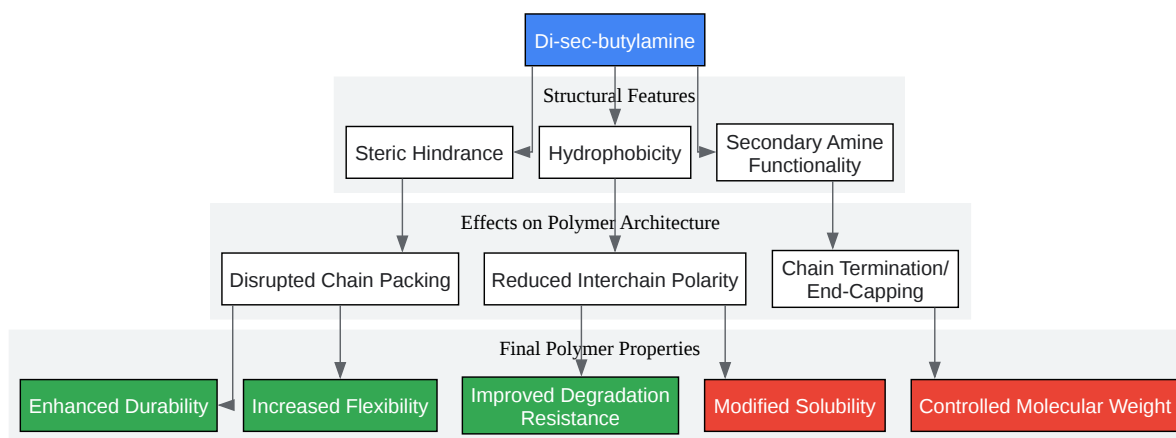 Di-sec-butylamine
Structural Features
Steric Hindrance
Hydrophobicity
Secondary Amine
Functionality
Effects on Polymer Architecture
Disrupted Chain Packing
Reduced Interchain Polarity
Chain Termination/
End-Capping
Final Polymer Properties
Enhanced Durability
Increased Flexibility
Improved Degradation
Resistance
Modified Solubility
Controlled Molecular Weight